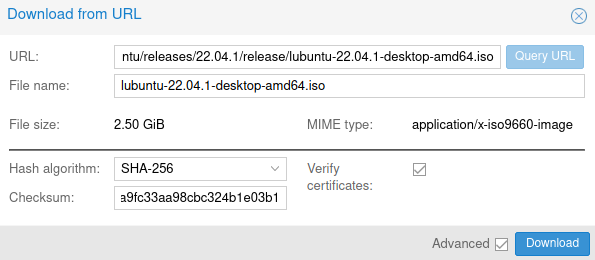 Download from URL
URL: ntu/releases/22.04.1/release/lubuntu-22.04.1-desktop-amd64.iso Query URL
File name: lubuntu-22.04.1-desktop-amd64.iso
File size: 2.50 GiB MIME type: application/x-iso9660-image
Hash algorithm: SHA-256 Verify
certificates:
Checksum: a9fc33aa98cbc324b1e03b1
Advanced Download